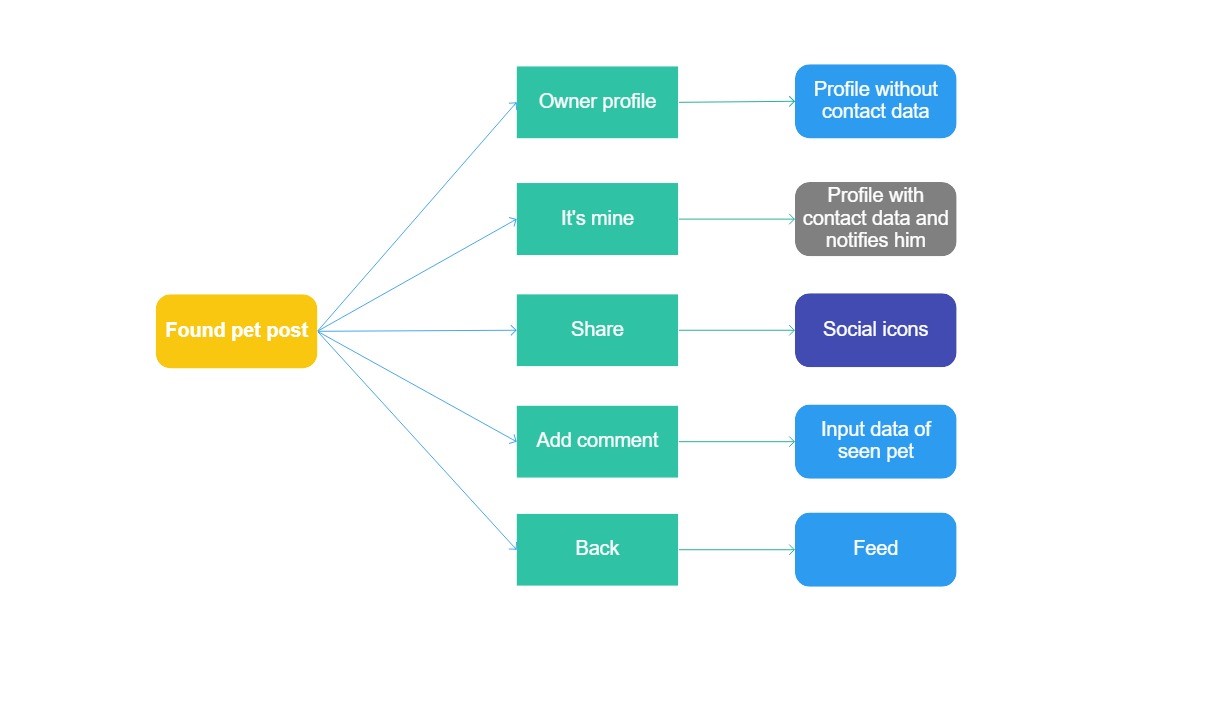 Owner profile
Profile without
contact data
It's mine
Profile with
contact data and
notifies him
Found pet post
Share
Social icons
Add comment
Input data of
seen pet
Back
Feed